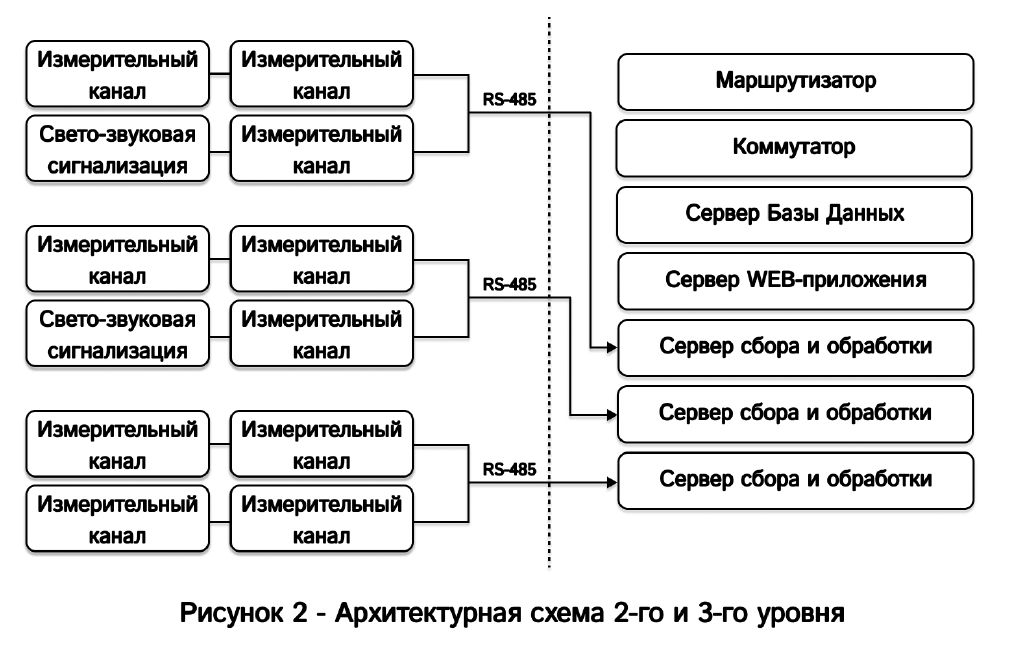 Измерительный
канал
Измерительный
канал
Свето-звуковая
сигнализация
Измерительный
канал
RS-485
Измерительный
канал
Измерительный
канал
Свето-звуковая
сигнализация
Измерительный
канал
RS-485
Измерительный
канал
Измерительный
канал
Измерительный
канал
Измерительный
канал
RS-485
Маршрутизатор
Коммутатор
Сервер Базы Данных
Сервер WEB-приложения
Сервер сбора и обработки
Сервер сбора и обработки
Сервер сбора и обработки
Рисунок 2 - Архитектурная схема 2-го и 3-го уровня